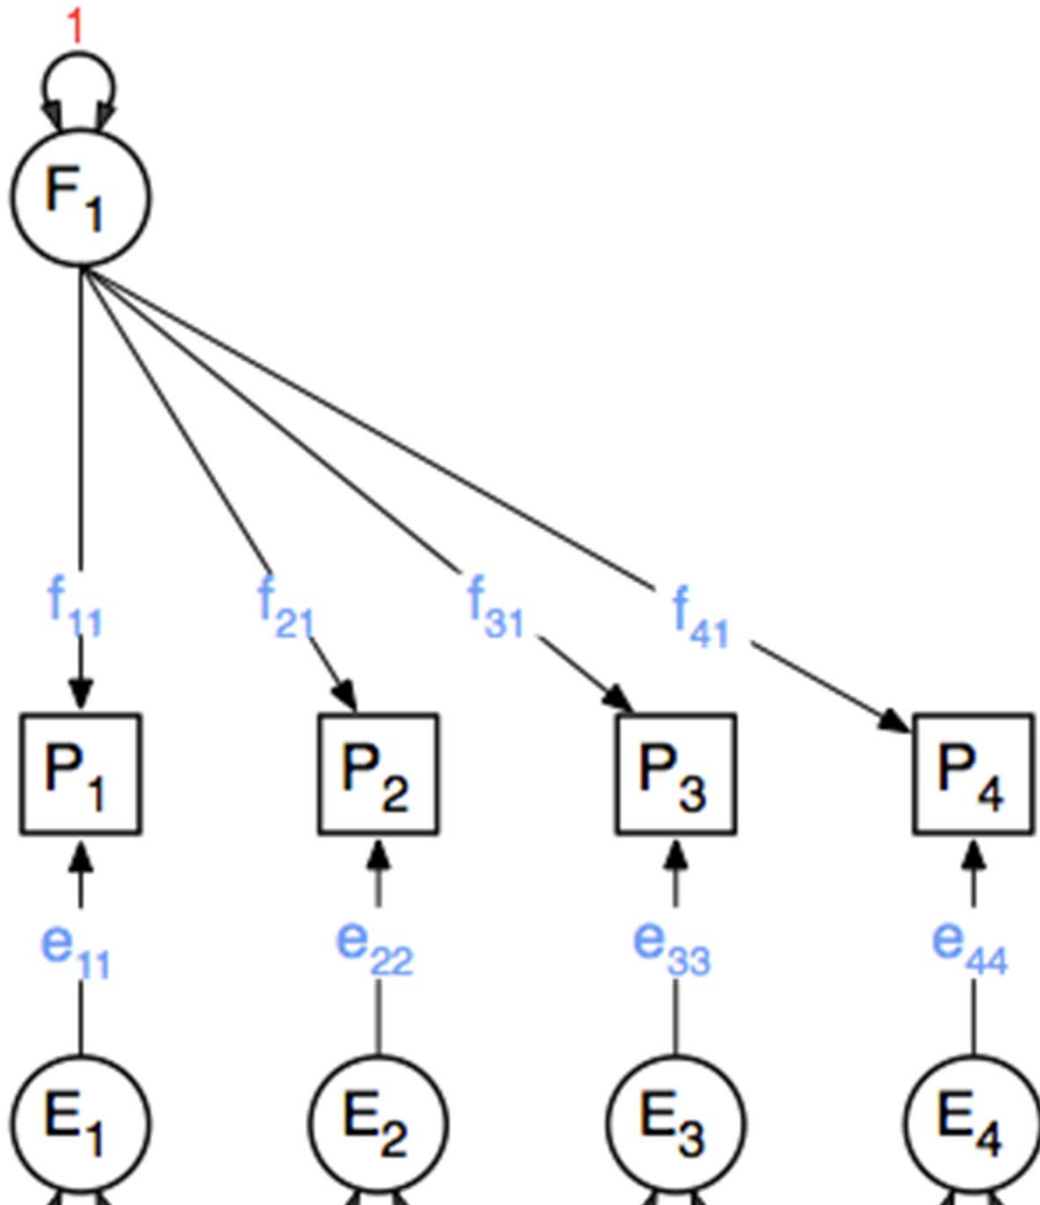 1
F₁
f₁₁ f₂₁ f₃₁ f₄₁
P₁ P₂ P₃ P₄
e₁₁ e₂₂ e₃₃ e₄₄
E₁ E₂ E₃ E₄